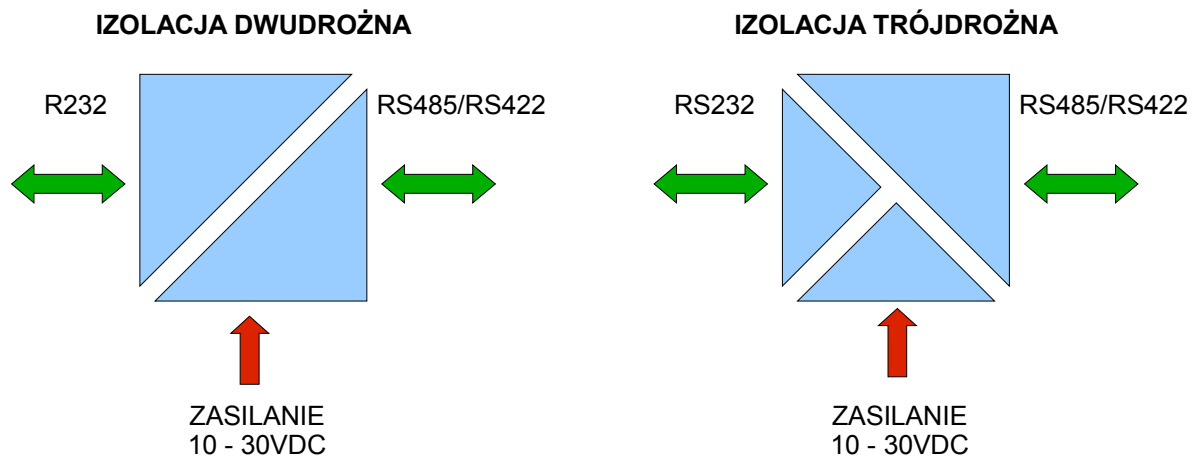 IZOLACJA DWUDROŻNA
R232
RS485/RS422
ZASILANIE
10 - 30VDC
IZOLACJA TRÓJDROŻNA
RS232
RS485/RS422
ZASILANIE
10 - 30VDC